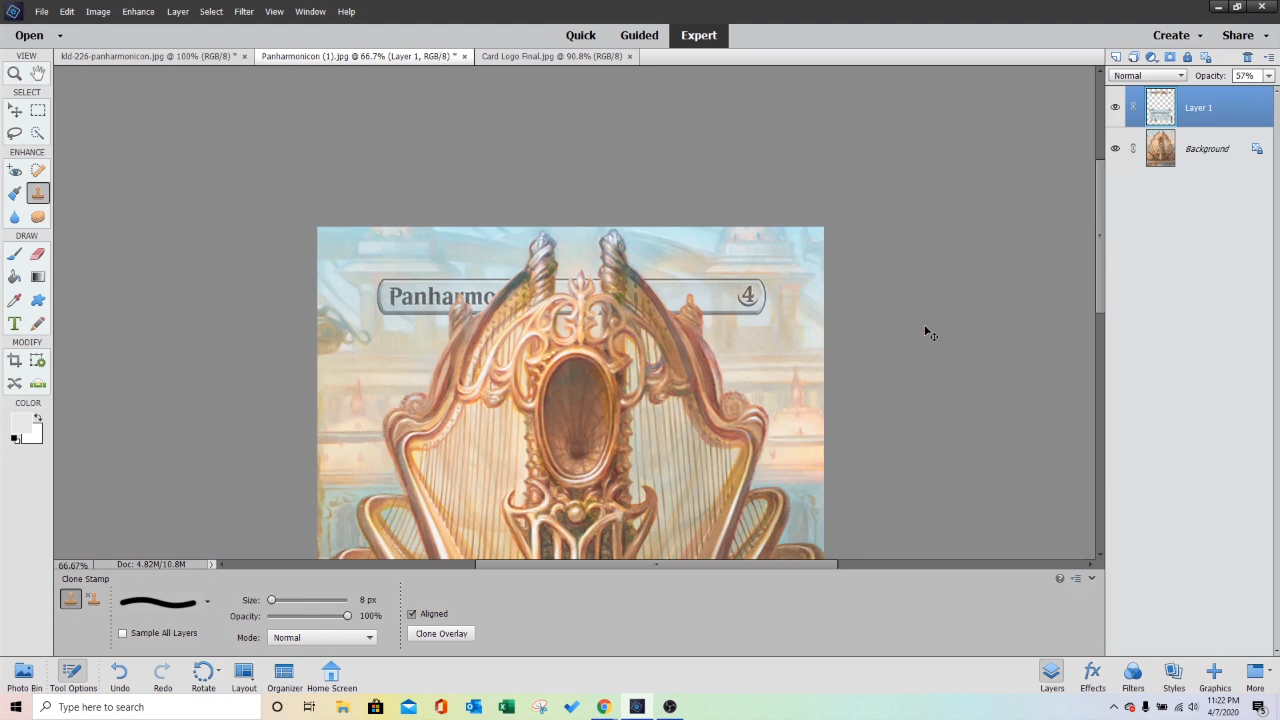 File Edit Image Enhance Layer Select Filter View Window Help
Open Quick Guided Expert Create Share
VIEW kld-226-panharmonicon.jpg @ 100% (RGB/8) * × Panharmonicon (1).jpg @ 66.7% (Layer 1, RGB/8) * × Card Logo Final.jpg @ 90.8% (RGB/8) ×
Normal Opacity: 57%
SELECT
Layer 1
ENHANCE
Background
DRAW
Panharmo 4
T
MODIFY
COLOR
66.67% Doc: 4.82M/10.8M
Clone Stamp
Size: 8 px
Opacity: 100%
Aligned
Sample All Layers Mode: Normal Clone Overlay
Photo Bin Tool Options Undo Redo Rotate Layout Organizer Home Screen Layers Effects Filters Styles Graphics More
Type here to search
11:22 PM
4/7/2020
5